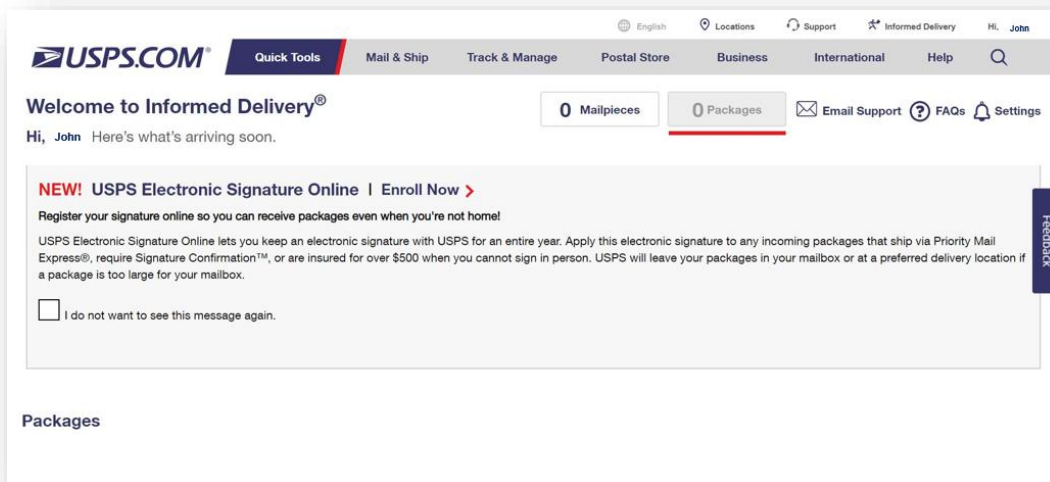 English Locations Support Informed Delivery Hi, John
USPS.COM® Quick Tools Mail & Ship Track & Manage Postal Store Business International Help
Welcome to Informed Delivery® 0 Mailpieces 0 Packages Email Support FAQs Settings
Hi, John Here's what's arriving soon.
NEW! USPS Electronic Signature Online | Enroll Now
Register your signature online so you can receive packages even when you're not home!
USPS Electronic Signature Online lets you keep an electronic signature with USPS for an entire year. Apply this electronic signature to any incoming packages that ship via Priority Mail
Express®, require Signature Confirmation™, or are insured for over $500 when you cannot sign in person. USPS will leave your packages in your mailbox or at a preferred delivery location if
a package is too large for your mailbox.
I do not want to see this message again.
Feedback
Packages